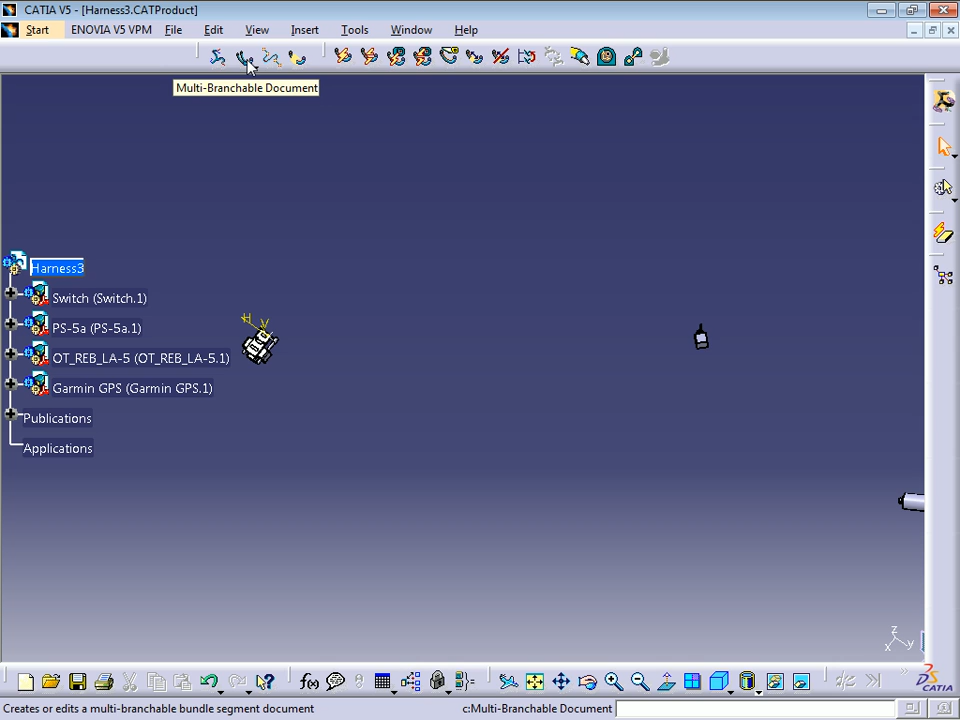 CATIA V5 - [Harness3.CATProduct]
Start ENOVIA V5 VPM File Edit View Insert Tools Window Help
Multi-Branchable Document
Harness3
Switch (Switch.1)
PS-5a (PS-5a.1)
OT_REB_LA-5 (OT_REB_LA-5.1)
Garmin GPS (Garmin GPS.1)
Publications
Applications
H
V
z
y
x
f(x)
CATIA
Creates or edits a multi-branchable bundle segment document
c:Multi-Branchable Document